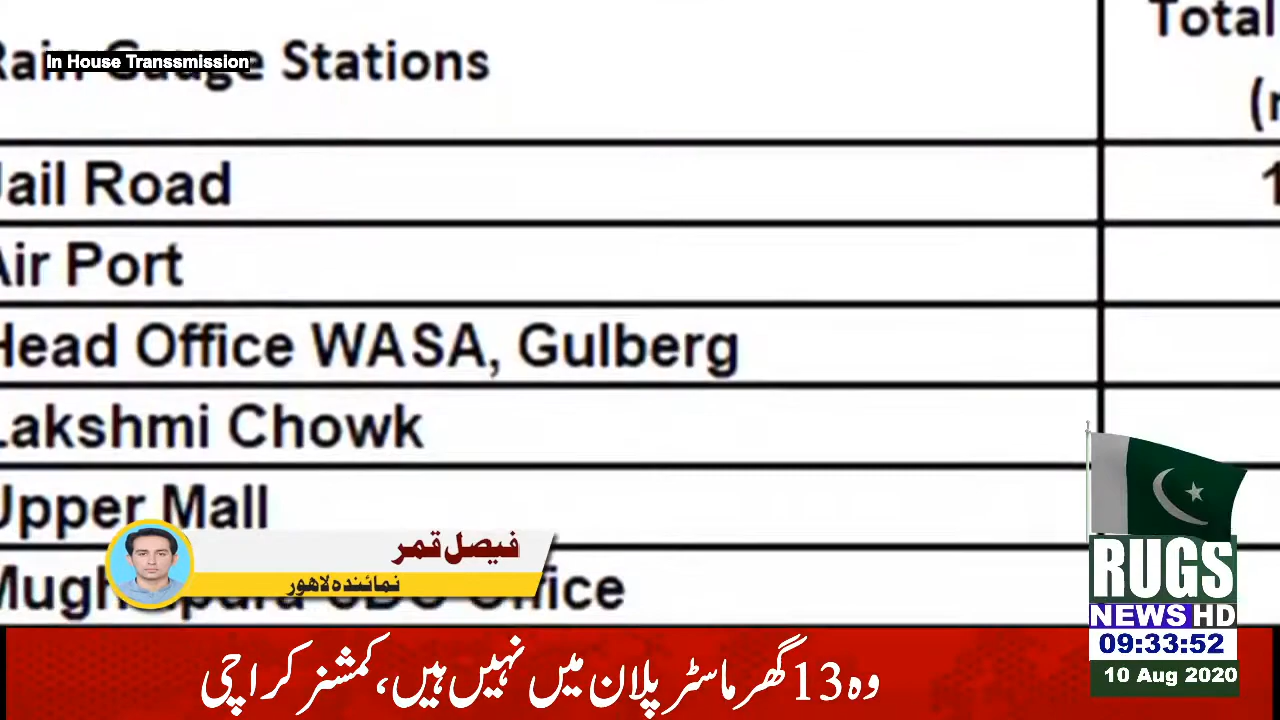 In House Transsmission
Rain Gauge Stations
Total
Jail Road
Air Port
Head Office WASA, Gulberg
Lakshmi Chowk
Upper Mall
Office
فیصل قمر
نمائندہ لاہور
RUGS
NEWS HD
09:33:52
10 Aug 2020
وہ 13 گھر ماسٹر پلان میں نہیں ہیں، کمشنر کراچی